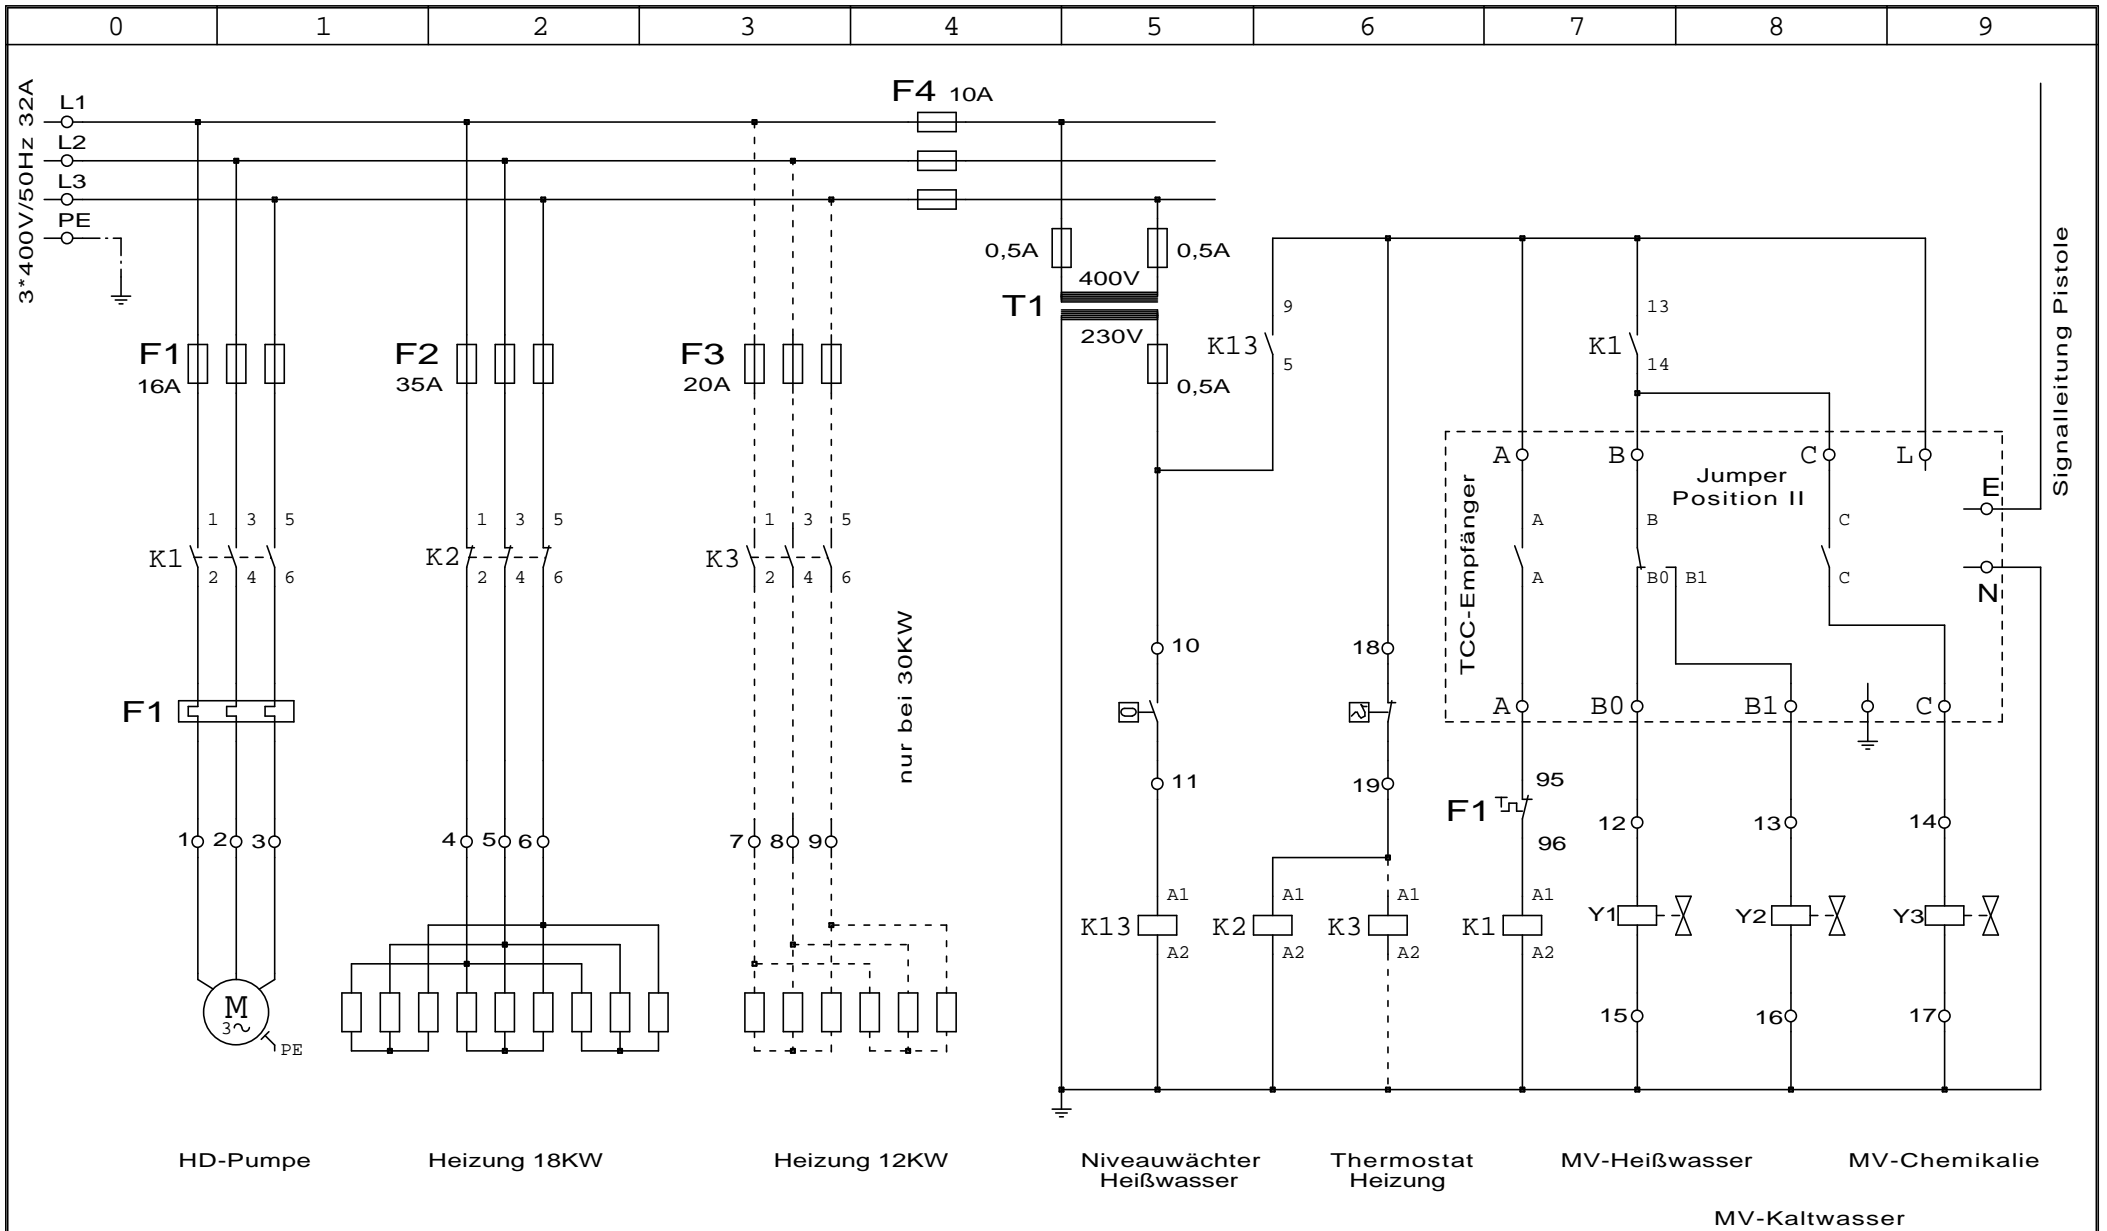 0 1 2 3 4 5 6 7 8 9
3*400V/50Hz 32A
L1
L2
L3
PE
F4 10A
0,5A 0,5A
400V
T1
230V
0,5A
F1
16A
F2
35A
F3
20A
K13
9
5
K1
13
14
Signalleitung Pistole
A B C L
Jumper
Position II
E
N
TCC-Empfänger
A
A
B
B0 B1
C
C
K1
1 3 5
2 4 6
K2
1 3 5
2 4 6
K3
1 3 5
2 4 6
nur bei 30KW
10
11
18
19
A B0 B1 C
F1
F1
95
96
1 2 3
4 5 6
7 8 9
12 13 14
K13
A1
A2
K2
A1
A2
K3
A1
A2
K1
A1
A2
Y1 Y2 Y3
15 16 17
M
3~
PE
HD-Pumpe
Heizung 18KW
Heizung 12KW
Niveauwächter
Heißwasser
Thermostat
Heizung
MV-Heißwasser
MV-Chemikalie
MV-Kaltwasser